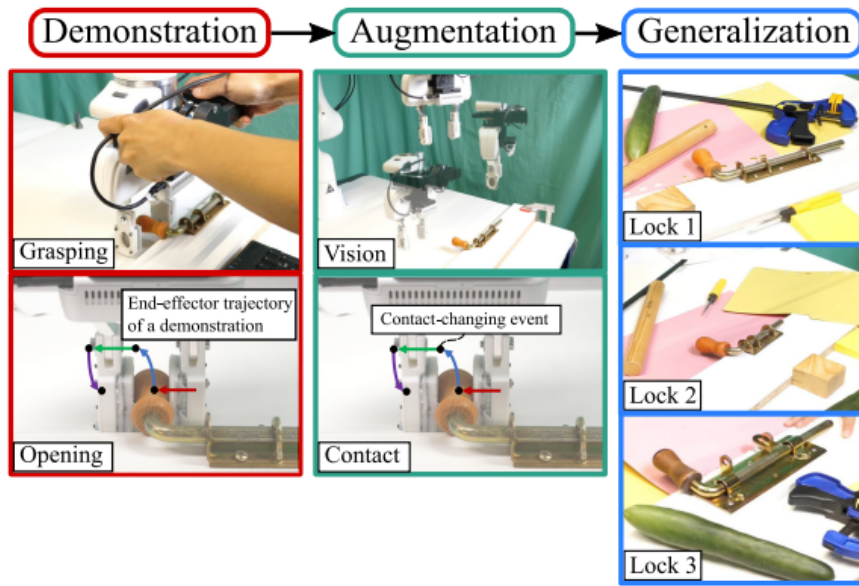 Demonstration
Augmentation
Generalization
Grasping
Vision
Lock 1
End-effector trajectory
of a demonstration
Opening
Contact-changing event
Contact
Lock 2
Lock 3